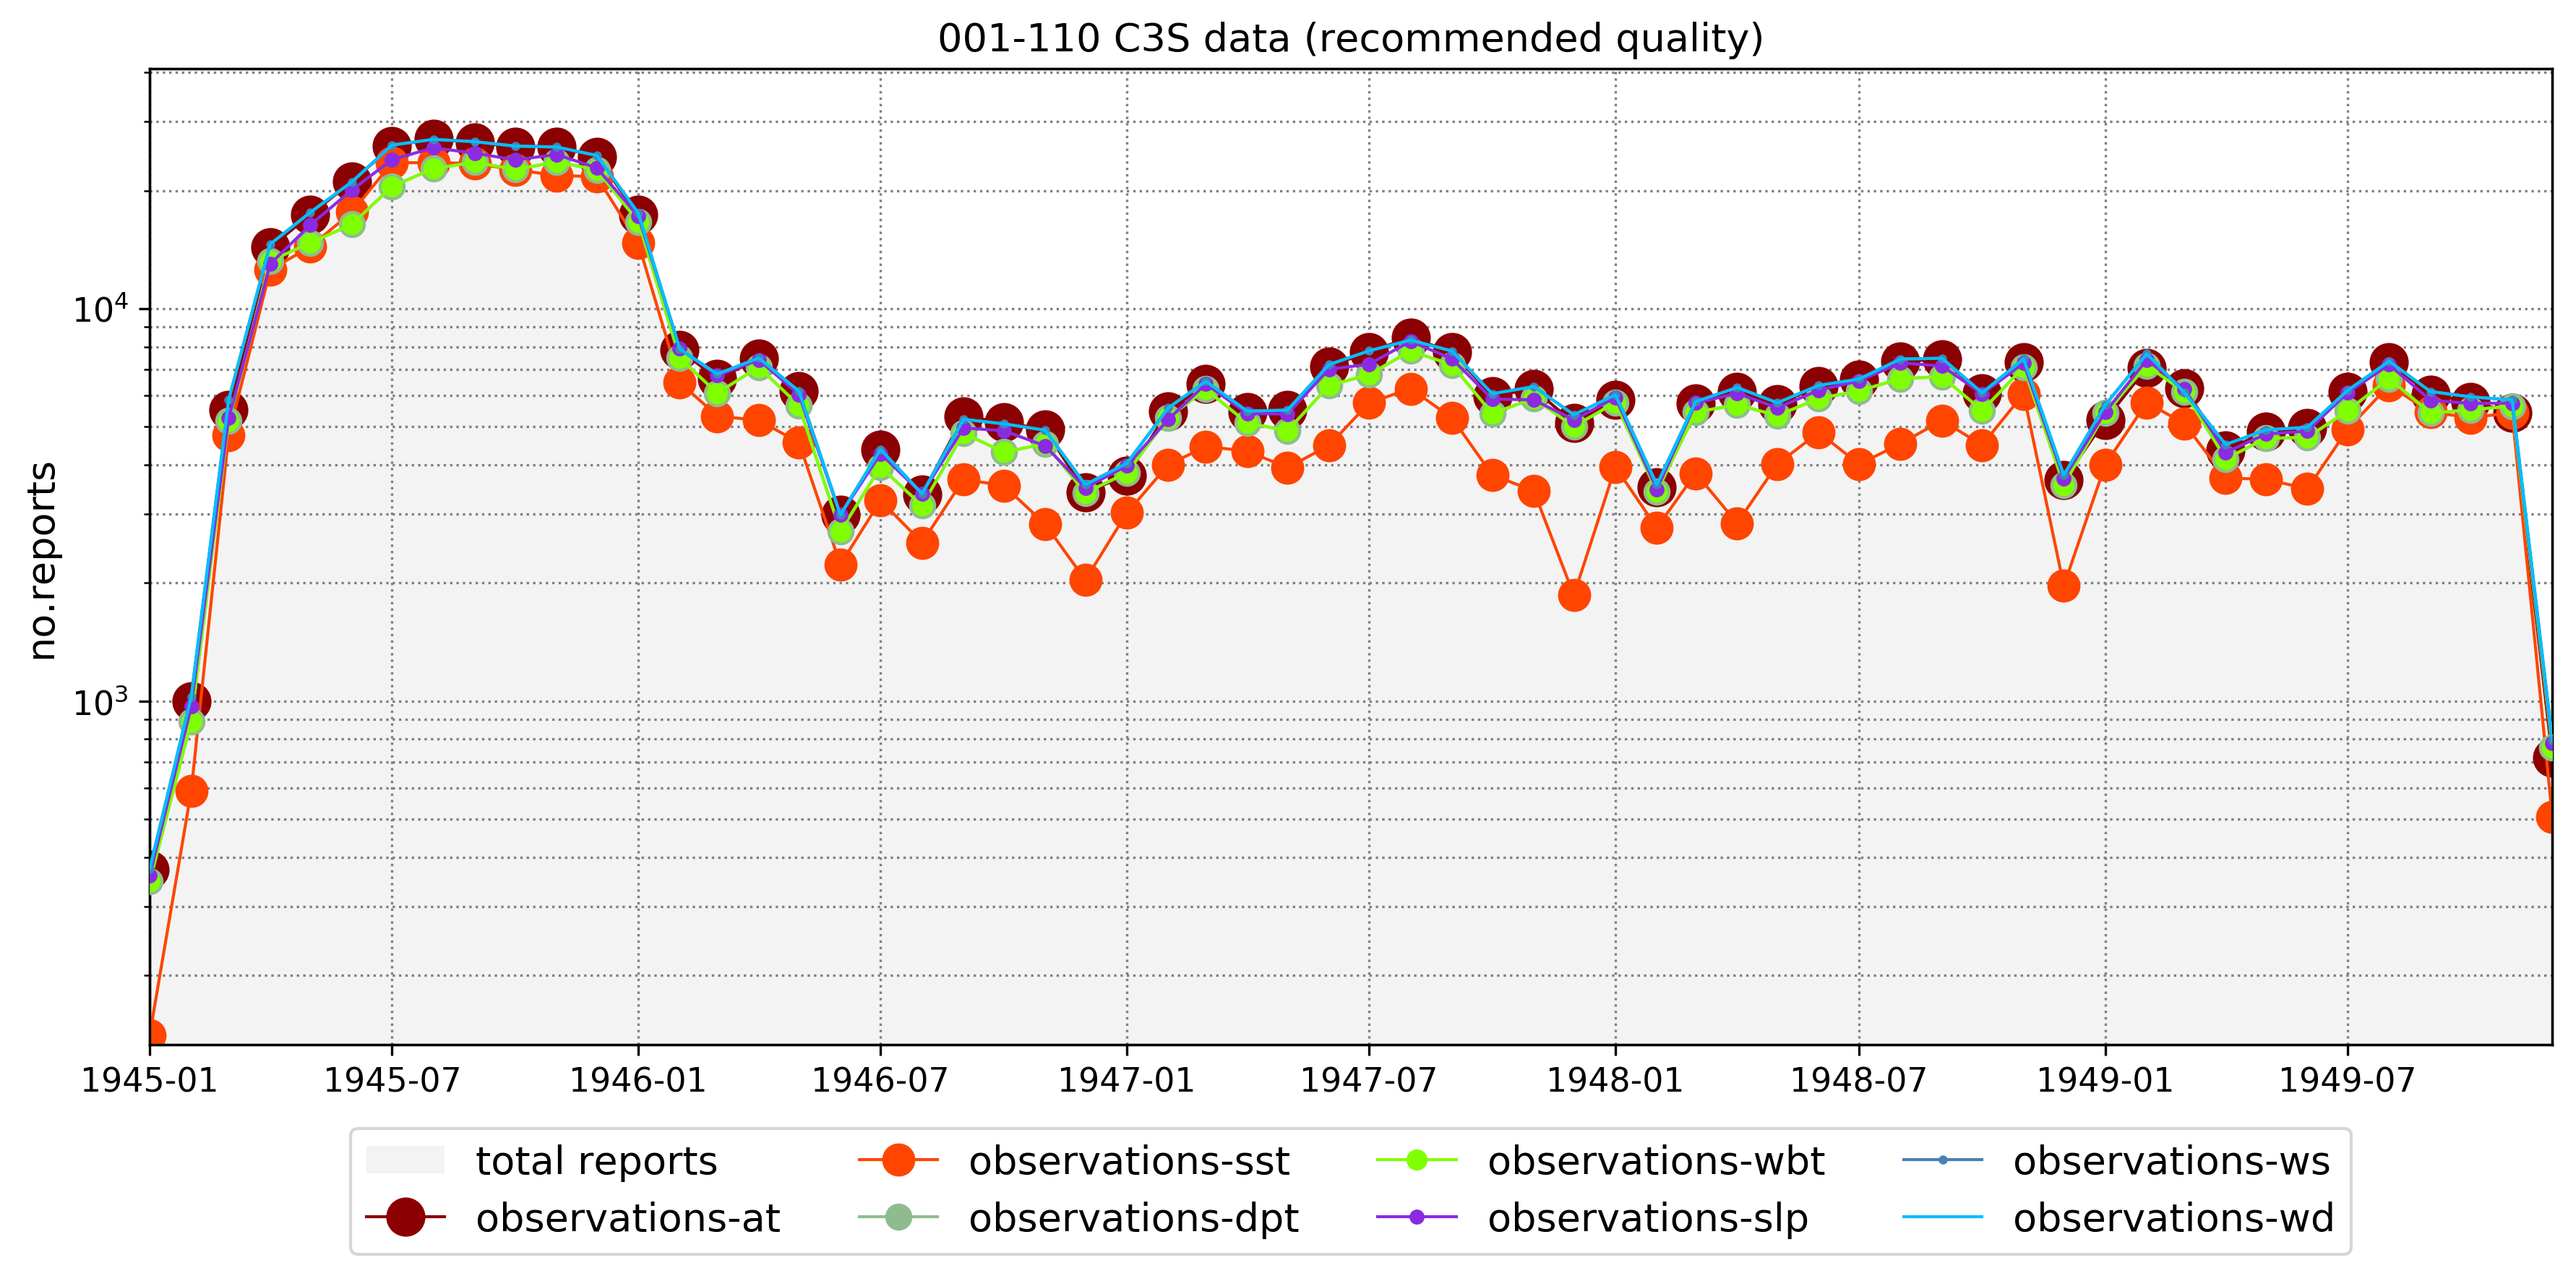 001-110 C3S data (recommended quality)
no.reports
10⁴
10³
1945-01 1945-07 1946-01 1946-07 1947-01 1947-07 1948-01 1948-07 1949-01 1949-07
total reports observations-sst observations-wbt observations-ws
observations-at observations-dpt observations-slp observations-wd